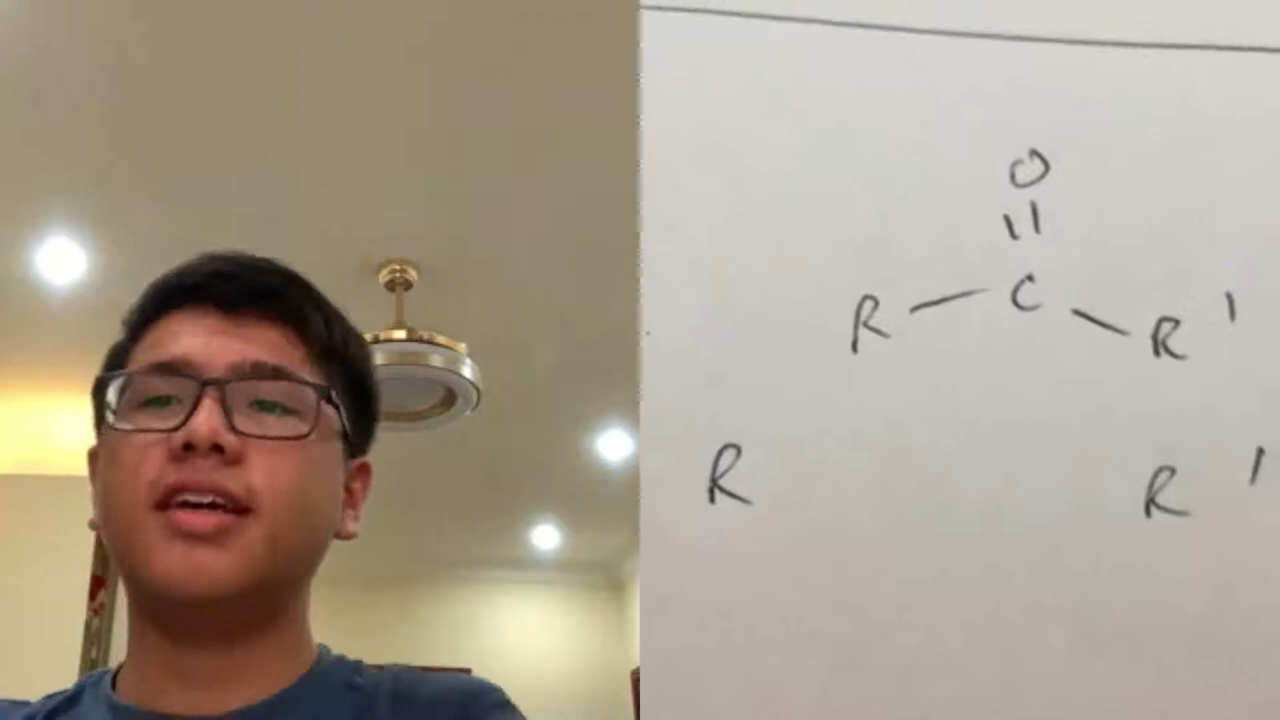 O
||
R — C — R'
R R'